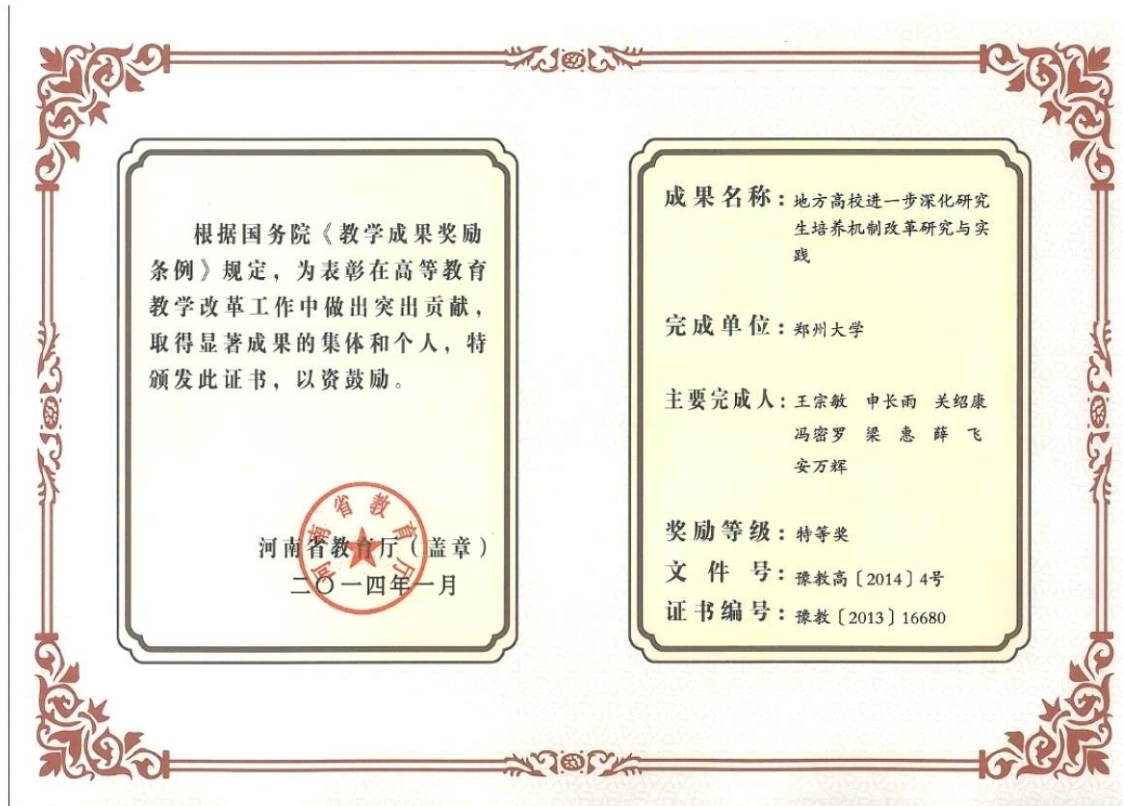 根据国务院《教学成果奖励
条例》规定，为表彰在高等教育
教学改革工作中做出突出贡献，
取得显著成果的集体和个人，特
颁发此证书，以资鼓励。
河南省教育厅
河南省教育厅（盖章）
二〇一四年一月
成果名称：地方高校进一步深化研究
生培养机制改革研究与实
践
完成单位：郑州大学
主要完成人：王宗敏 申长雨 关绍康
冯密罗 梁 惠 薛 飞
安万辉
奖励等级：特等奖
文 件 号：豫教高〔2014〕4号
证书编号：豫教〔2013〕16680